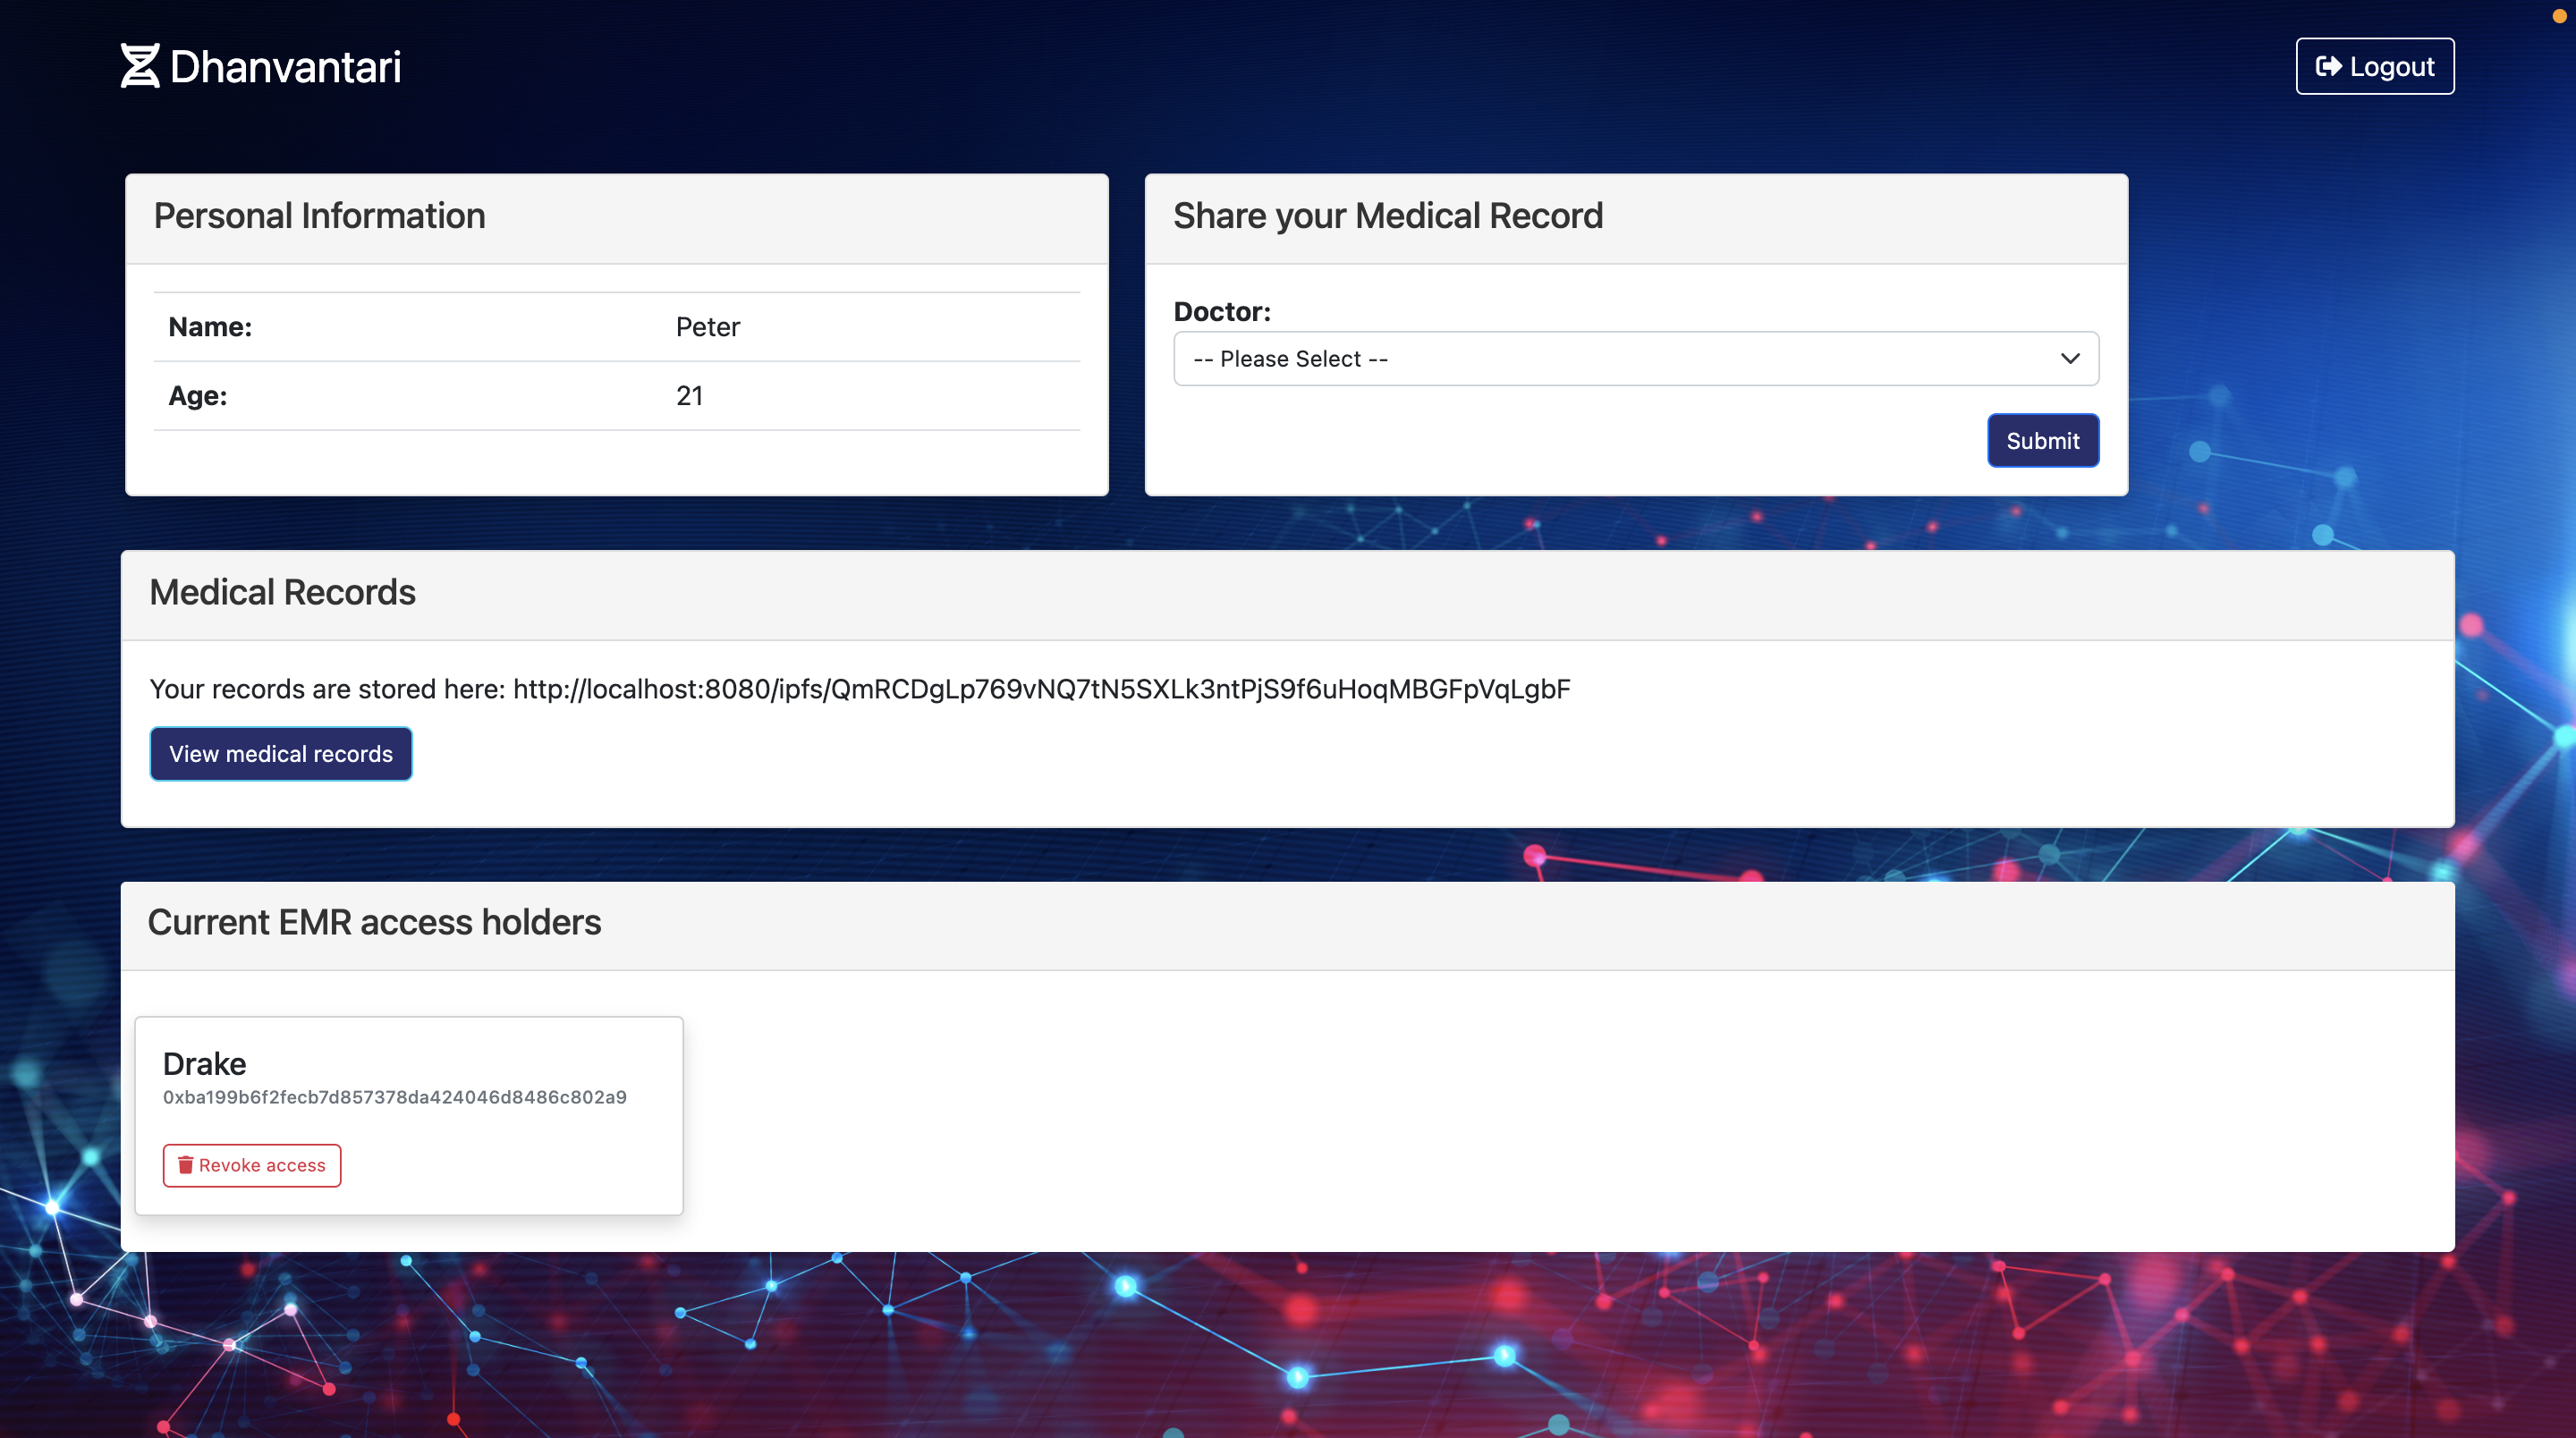 Dhanvantari
Logout
Personal Information
Name: Peter
Age: 21
Share your Medical Record
Doctor:
-- Please Select --
Submit
Medical Records
Your records are stored here: http://localhost:8080/ipfs/QmRCDgLp769vNQ7tN5SXLk3ntPjS9f6uHoqMBGFpVqLgbF
View medical records
Current EMR access holders
Drake
0xba199b6f2fecb7d857378da424046d8486c802a9
Revoke access